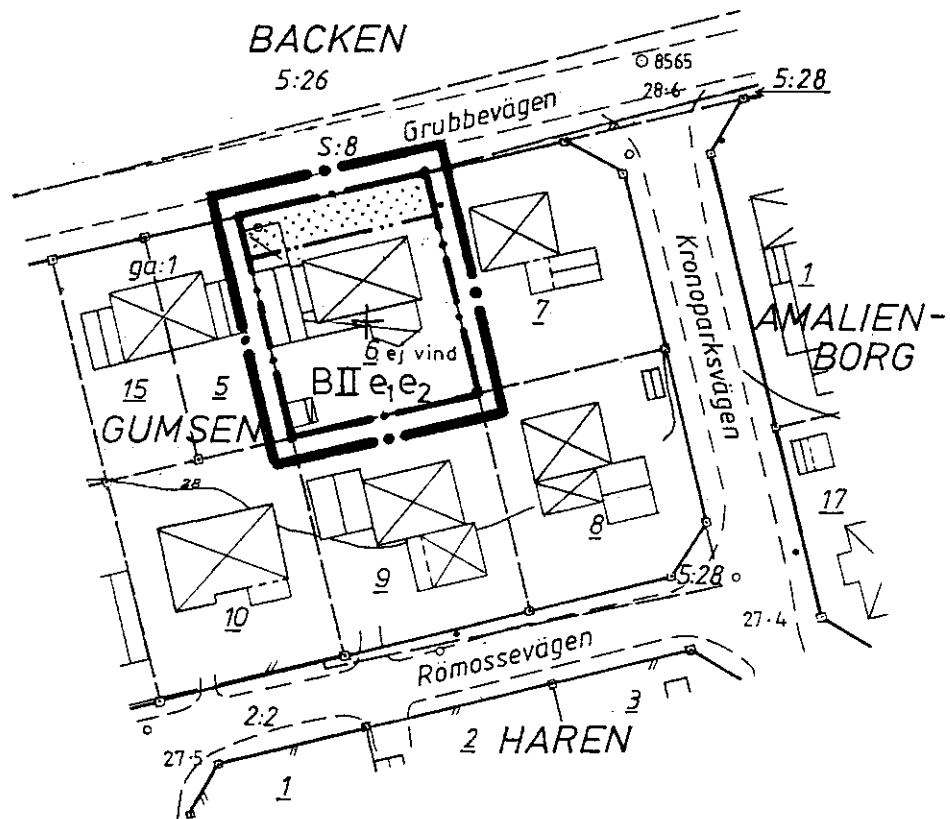 BACKEN
5:26
8565
28.6
5:28
Grubbevägen
S:8
ga:1
Kronoparksvägen
7
1
AMALIEN-
BORG
6 ej vind
BII e1e2
15
5
GUMSEN
28
17
8
9
10
5:28
27.4
Römossevägen
2:2
3
2
HAREN
27.5
1